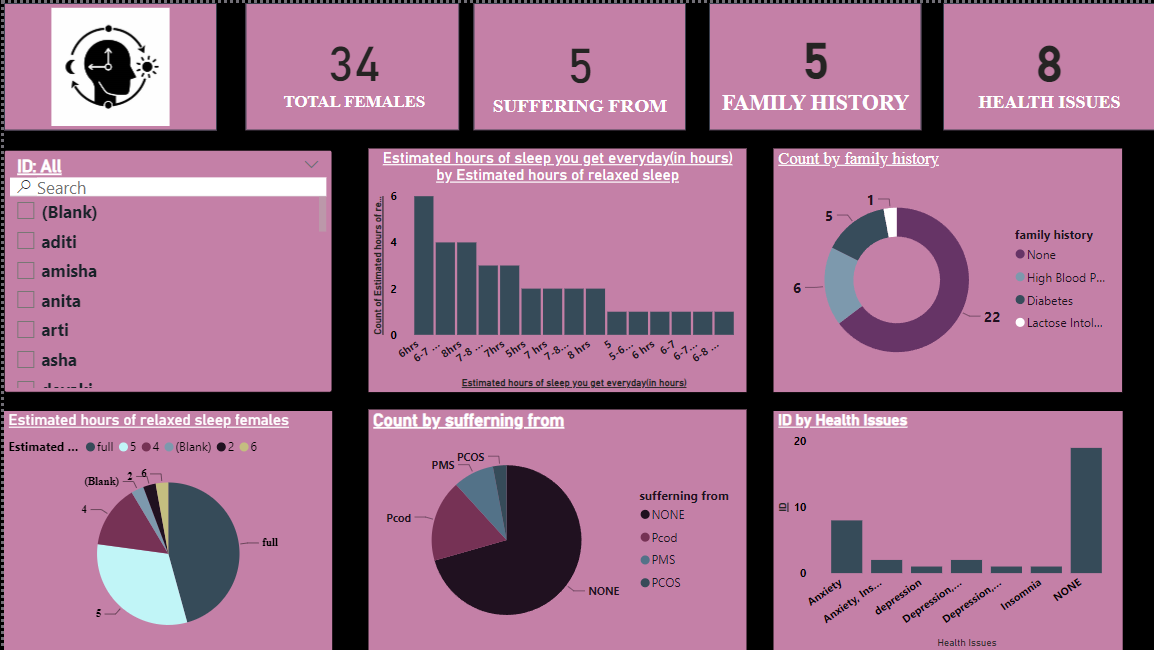 34
TOTAL FEMALES
5
SUFFERING FROM
5
FAMILY HISTORY
8
HEALTH ISSUES
ID: All
Search
(Blank)
aditi
amisha
anita
arti
asha
Estimated hours of sleep you get everyday(in hours)
by Estimated hours of relaxed sleep
Count of Estimated hours of re...
6
4
2
0
6hrs
6-7 ...
8hrs
7-8 ...
7hrs
5hrs
7 hrs
7-8...
8 hrs
5
5-6...
6 hrs
6-7
6-7...
6-8 ...
Estimated hours of sleep you get everyday(in hours)
Count by family history
1
5
6
22
family history
None
High Blood P...
Diabetes
Lactose Intol...
Estimated hours of relaxed sleep females
Estimated ... full 5 4 (Blank) 2 6
(Blank)
2
6
4
5
full
Count by sufferning from
PCOS
PMS
Pcod
NONE
sufferning from
NONE
Pcod
PMS
PCOS
ID by Health Issues
ID
20
10
0
Anxiety
Anxiety, Ins...
depression
Depression,...
Depression,...
Insomnia
NONE
Health Issues